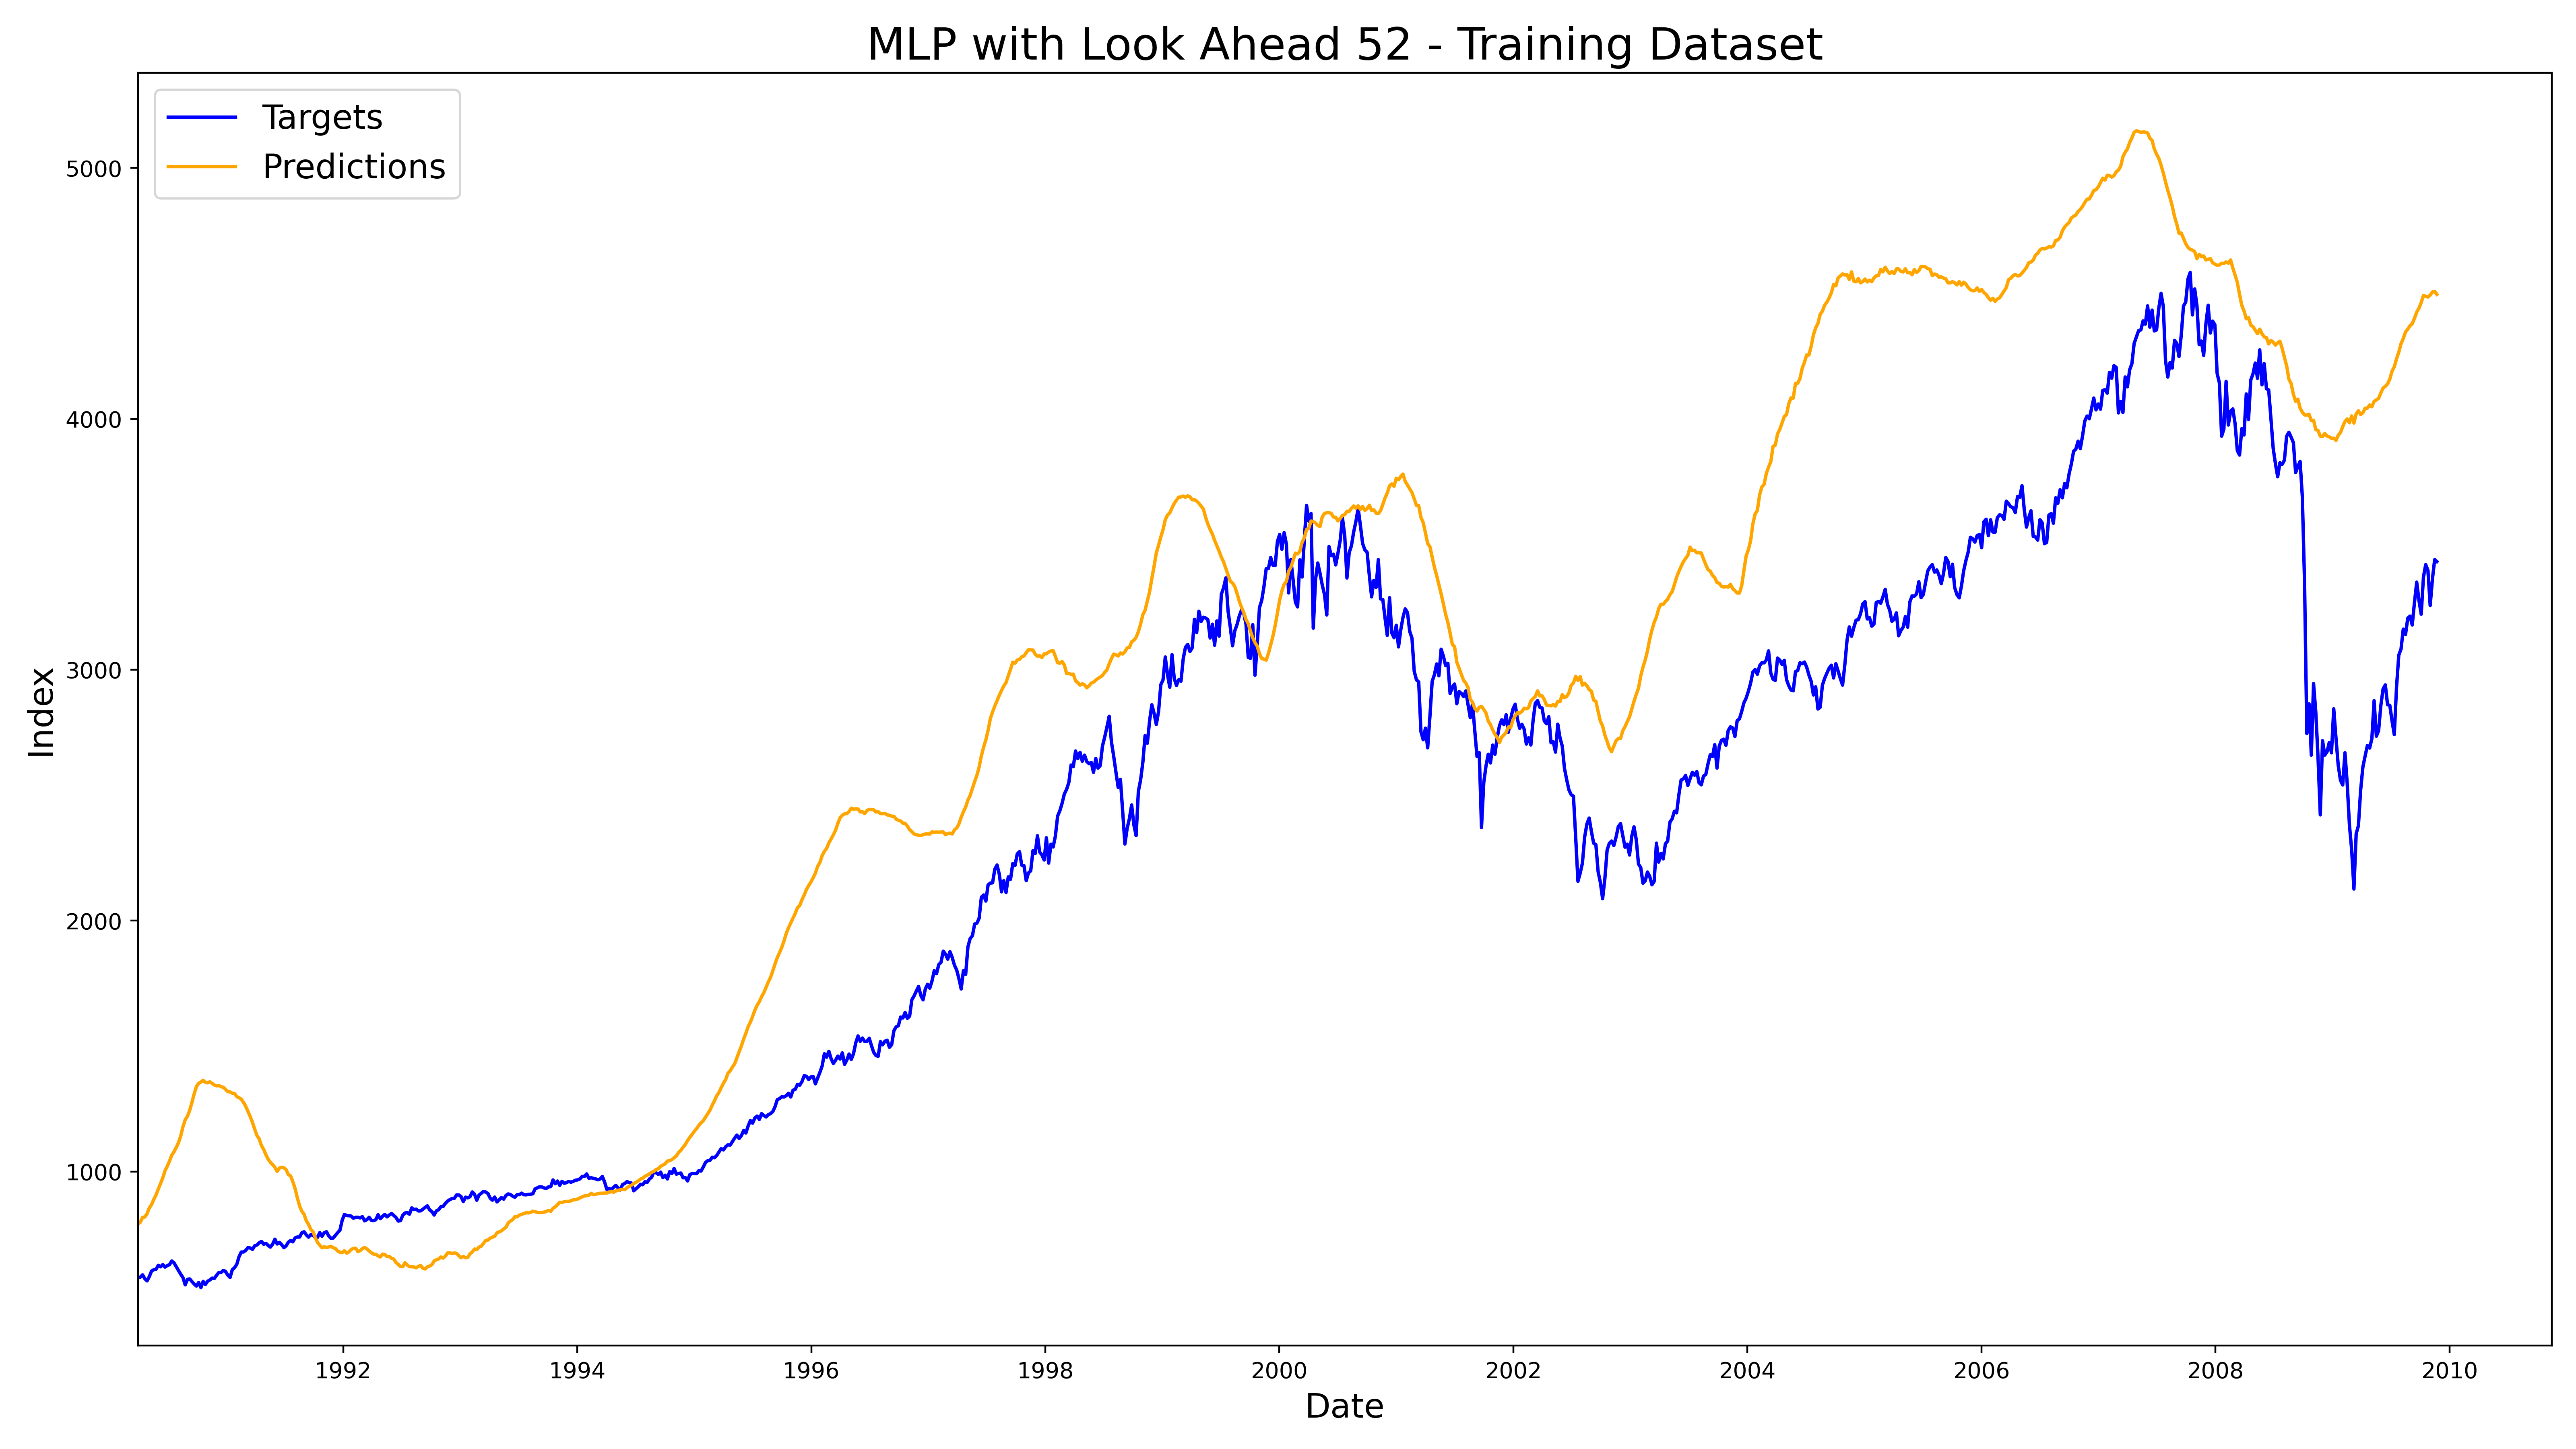 MLP with Look Ahead 52 - Training Dataset
Targets
Predictions
5000
4000
3000
2000
1000
Index
1992 1994 1996 1998 2000 2002 2004 2006 2008 2010
Date